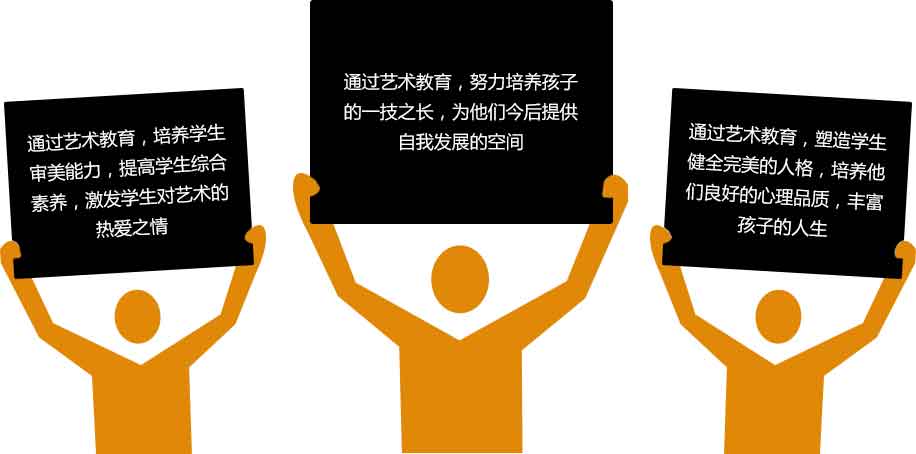 通过艺术教育，培养学生
审美能力，提高学生综合
素养，激发学生对艺术的
热爱之情
通过艺术教育，努力培养孩子
的一技之长，为他们今后提供
自我发展的空间
通过艺术教育，塑造学生
健全完美的人格，培养他
们良好的心理品质，丰富
孩子的人生